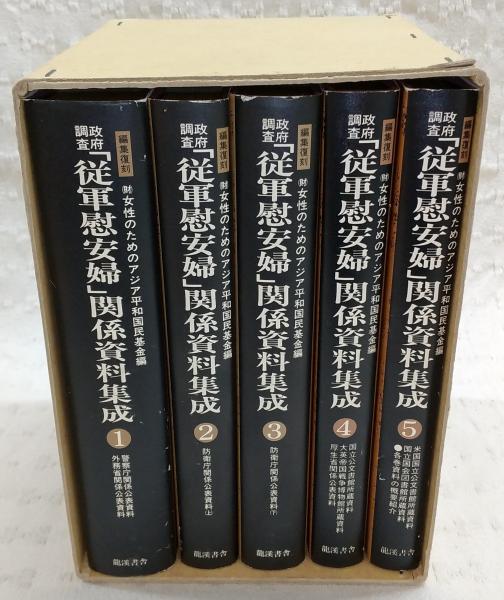 編集復刻
政府調査
「従軍慰安婦」関係資料集成
㈶女性のためのアジア平和国民基金編
1
警察庁関係公表資料
外務省関係公表資料
龍溪書舎
編集復刻
政府調査
「従軍慰安婦」関係資料集成
㈶女性のためのアジア平和国民基金編
2
防衛庁関係公表資料㊤
龍溪書舎
編集復刻
政府調査
「従軍慰安婦」関係資料集成
㈶女性のためのアジア平和国民基金編
3
防衛庁関係公表資料㊦
龍溪書舎
編集復刻
政府調査
「従軍慰安婦」関係資料集成
㈶女性のためのアジア平和国民基金編
4
国立公文書館所蔵資料
大英帝国戦争博物館所蔵資料
厚生省関係公表資料
龍溪書舎
編集復刻
政府調査
「従軍慰安婦」関係資料集成
㈶女性のためのアジア平和国民基金編
5
米国国立公文書館所蔵資料
国立国会図書館所蔵資料
●各巻資料の概要紹介
龍溪書舎